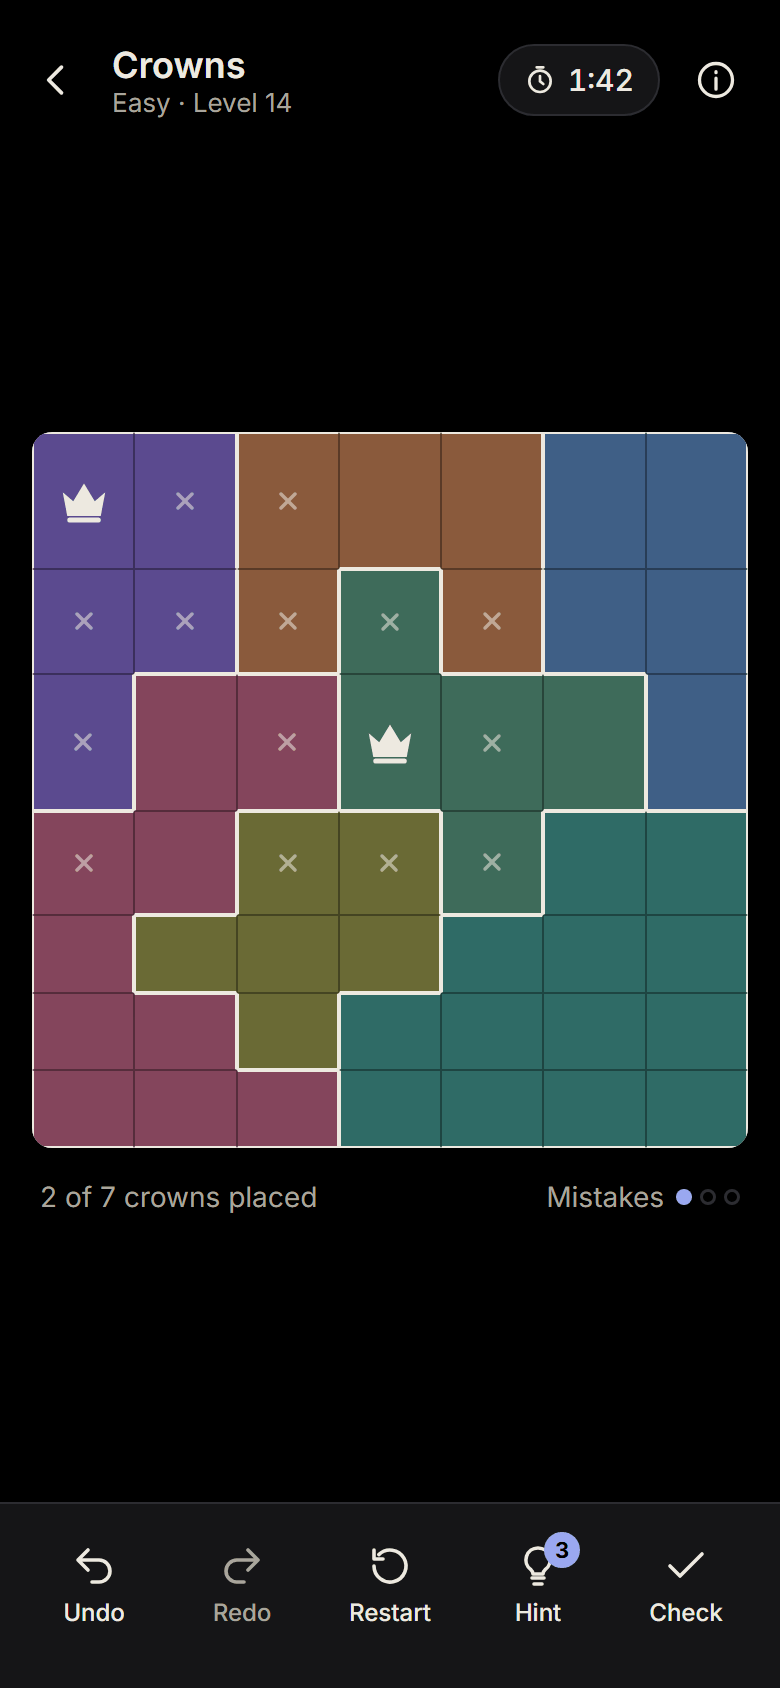 Crowns
Easy · Level 14
1:42
2 of 7 crowns placed
Mistakes
Undo
Redo
Restart
3
Hint
Check